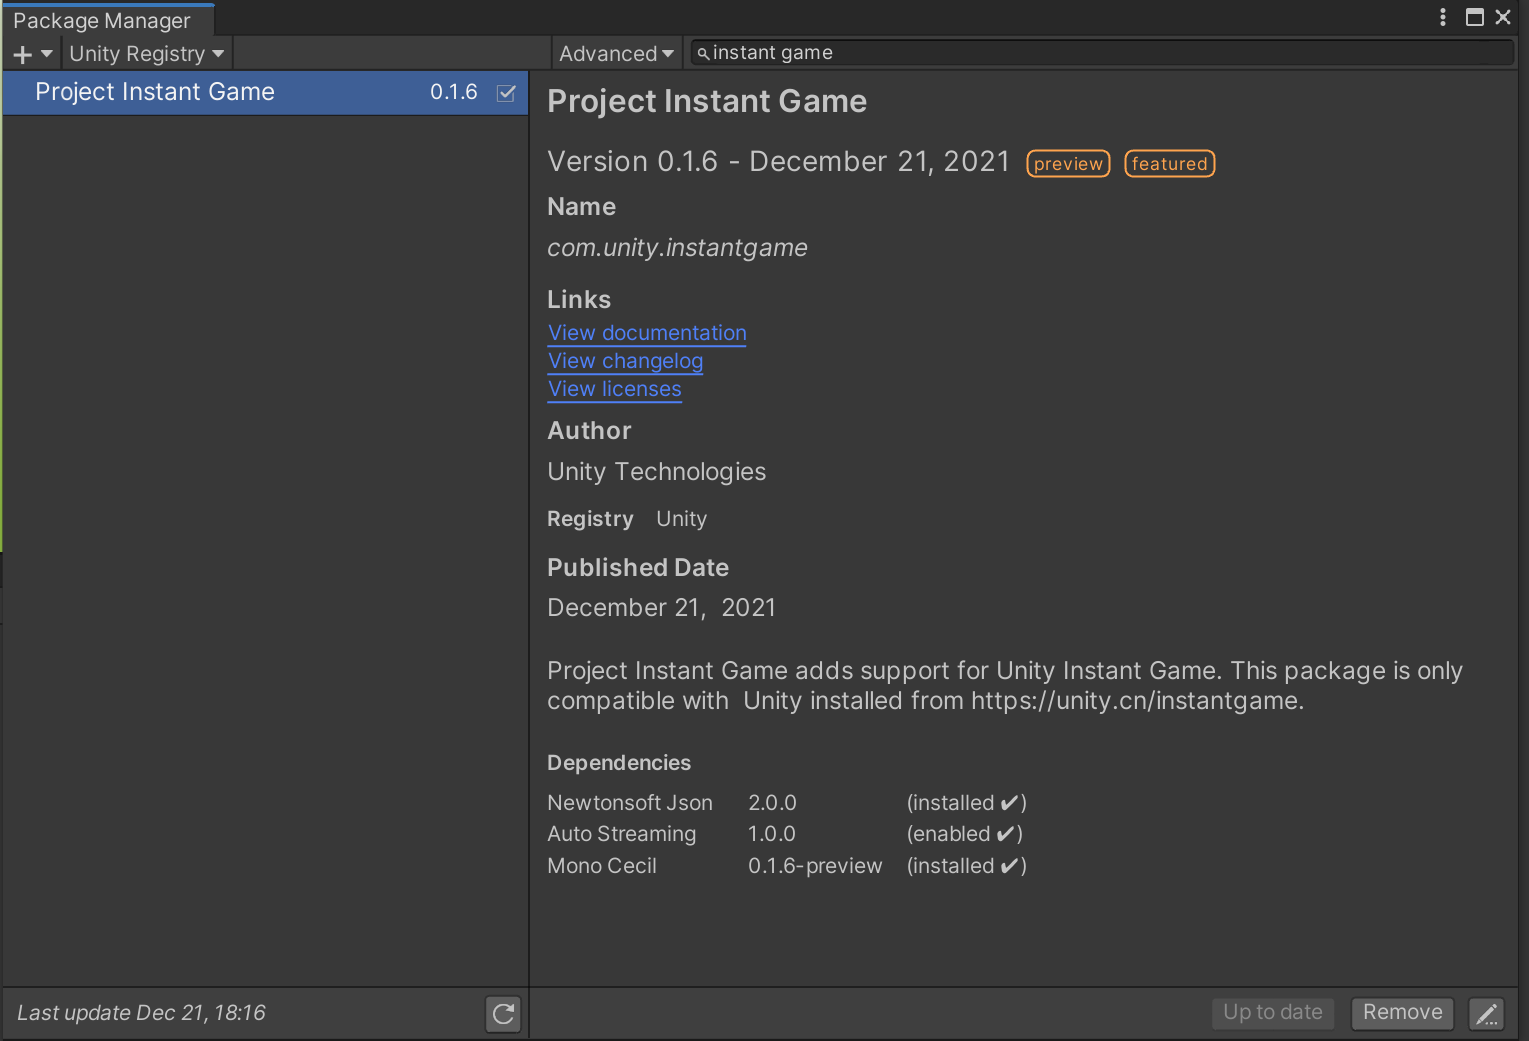 Package Manager
Unity Registry
Advanced
instant game
Project Instant Game 0.1.6
Project Instant Game
Version 0.1.6 - December 21, 2021 preview featured
Name
com.unity.instantgame
Links
View documentation
View changelog
View licenses
Author
Unity Technologies
Registry Unity
Published Date
December 21,  2021
Project Instant Game adds support for Unity Instant Game. This package is only
compatible with  Unity installed from https://unity.cn/instantgame.
Dependencies
Newtonsoft Json 2.0.0 (installed ✔)
Auto Streaming 1.0.0 (enabled ✔)
Mono Cecil 0.1.6-preview (installed ✔)
Last update Dec 21, 18:16
Up to date
Remove